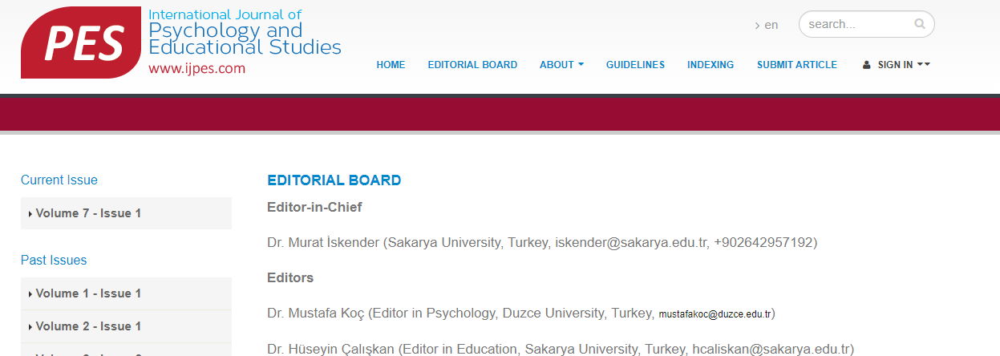 PES
International Journal of
Psychology and
Educational Studies
www.ijpes.com
en
search...
HOME EDITORIAL BOARD ABOUT GUIDELINES INDEXING SUBMIT ARTICLE SIGN IN
Current Issue
Volume 7 - Issue 1
Past Issues
Volume 1 - Issue 1
Volume 2 - Issue 1
EDITORIAL BOARD
Editor-in-Chief
Dr. Murat İskender (Sakarya University, Turkey, iskender@sakarya.edu.tr, +902642957192)
Editors
Dr. Mustafa Koç (Editor in Psychology, Duzce University, Turkey, mustafakoc@duzce.edu.tr)
Dr. Hüseyin Çalışkan (Editor in Education, Sakarya University, Turkey, hcaliskan@sakarya.edu.tr)